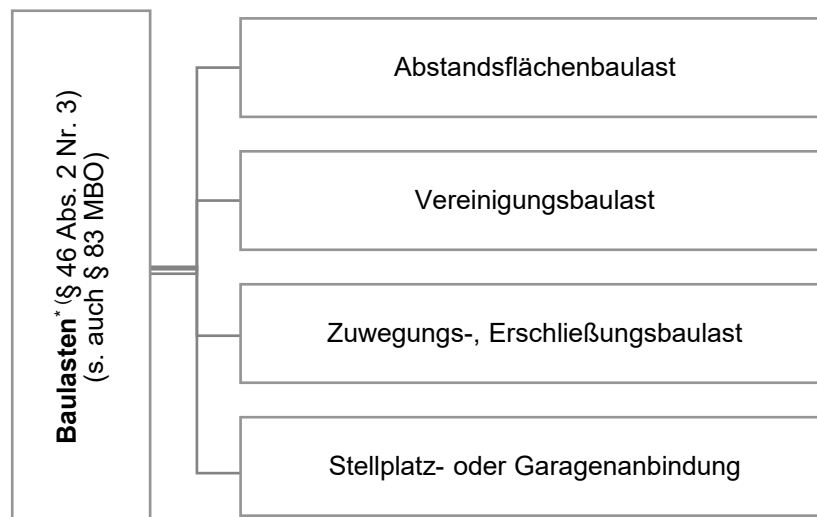 Baulasten* (§ 46 Abs. 2 Nr. 3)
(s. auch § 83 MBO)
Abstandsflächenbaulast
Vereinigungsbaulast
Zuwegungs-, Erschließungsbaulast
Stellplatz- oder Garagenanbindung